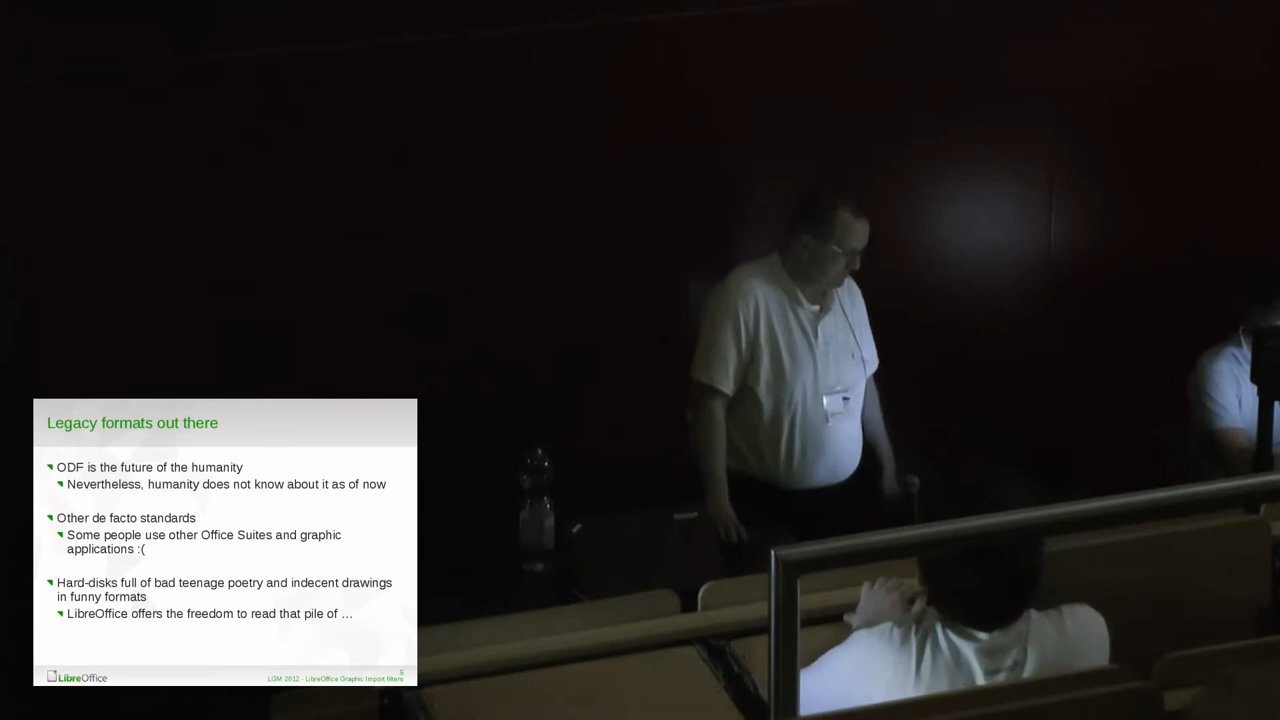 Legacy formats out there
ODF is the future of the humanity
Nevertheless, humanity does not know about it as of now
Other de facto standards
Some people use other Office Suites and graphic
applications :(
Hard-disks full of bad teenage poetry and indecent drawings
in funny formats
LibreOffice offers the freedom to read that pile of …
LibreOffice
5
LGM 2012 - LibreOffice Graphic Import filters